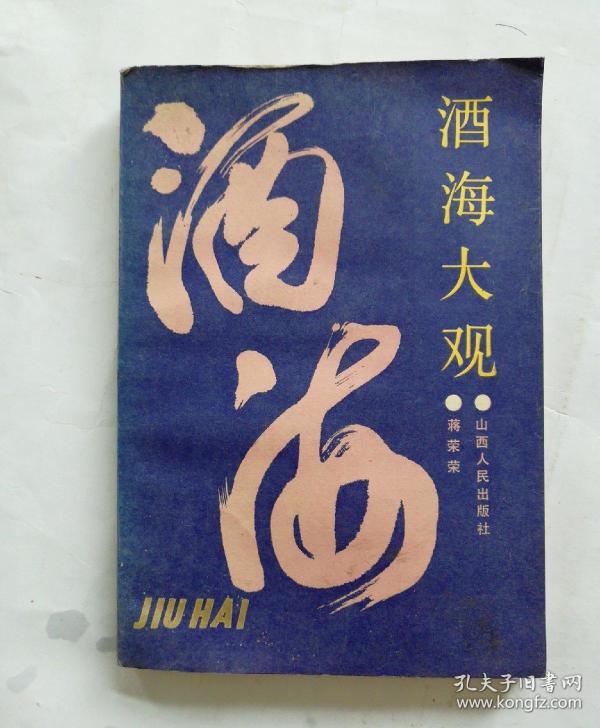 酒海大观
山西人民出版社
蒋荣荣
酒海
JIU HAI
孔夫子旧书网
kongfz.com